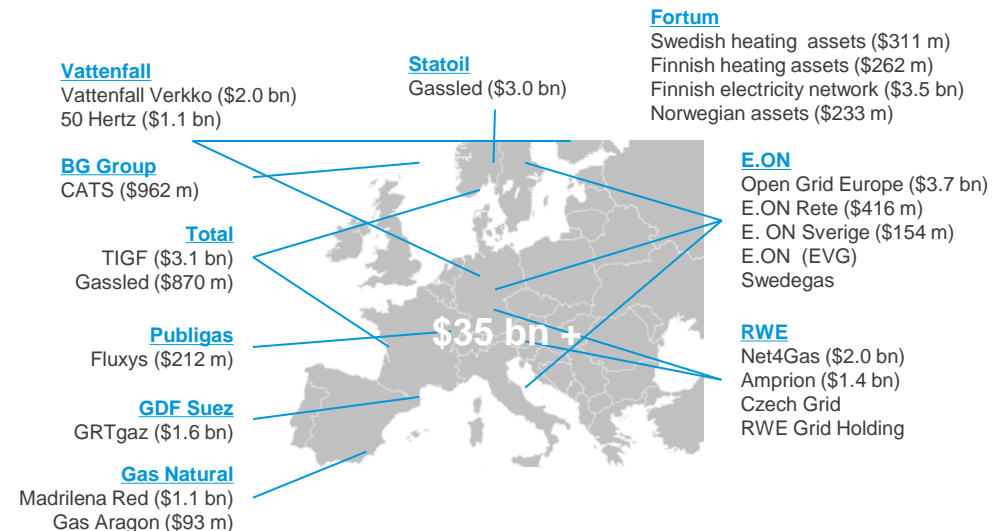 Fortum
Swedish heating assets ($311 m)
Finnish heating assets ($262 m)
Finnish electricity network ($3.5 bn)
Norwegian assets ($233 m)
Statoil
Gassled ($3.0 bn)
Vattenfall
Vattenfall Verkko ($2.0 bn)
50 Hertz ($1.1 bn)
BG Group
CATS ($962 m)
Total
TIGF ($3.1 bn)
Gassled ($870 m)
Publigas
Fluxys ($212 m)
GDF Suez
GRTgaz ($1.6 bn)
Gas Natural
Madrilena Red ($1.1 bn)
Gas Aragon ($93 m)
$35 bn +
E.ON
Open Grid Europe ($3.7 bn)
E.ON Rete ($416 m)
E. ON Sverige ($154 m)
E.ON (EVG)
Swedegas
RWE
Net4Gas ($2.0 bn)
Amprion ($1.4 bn)
Czech Grid
RWE Grid Holding